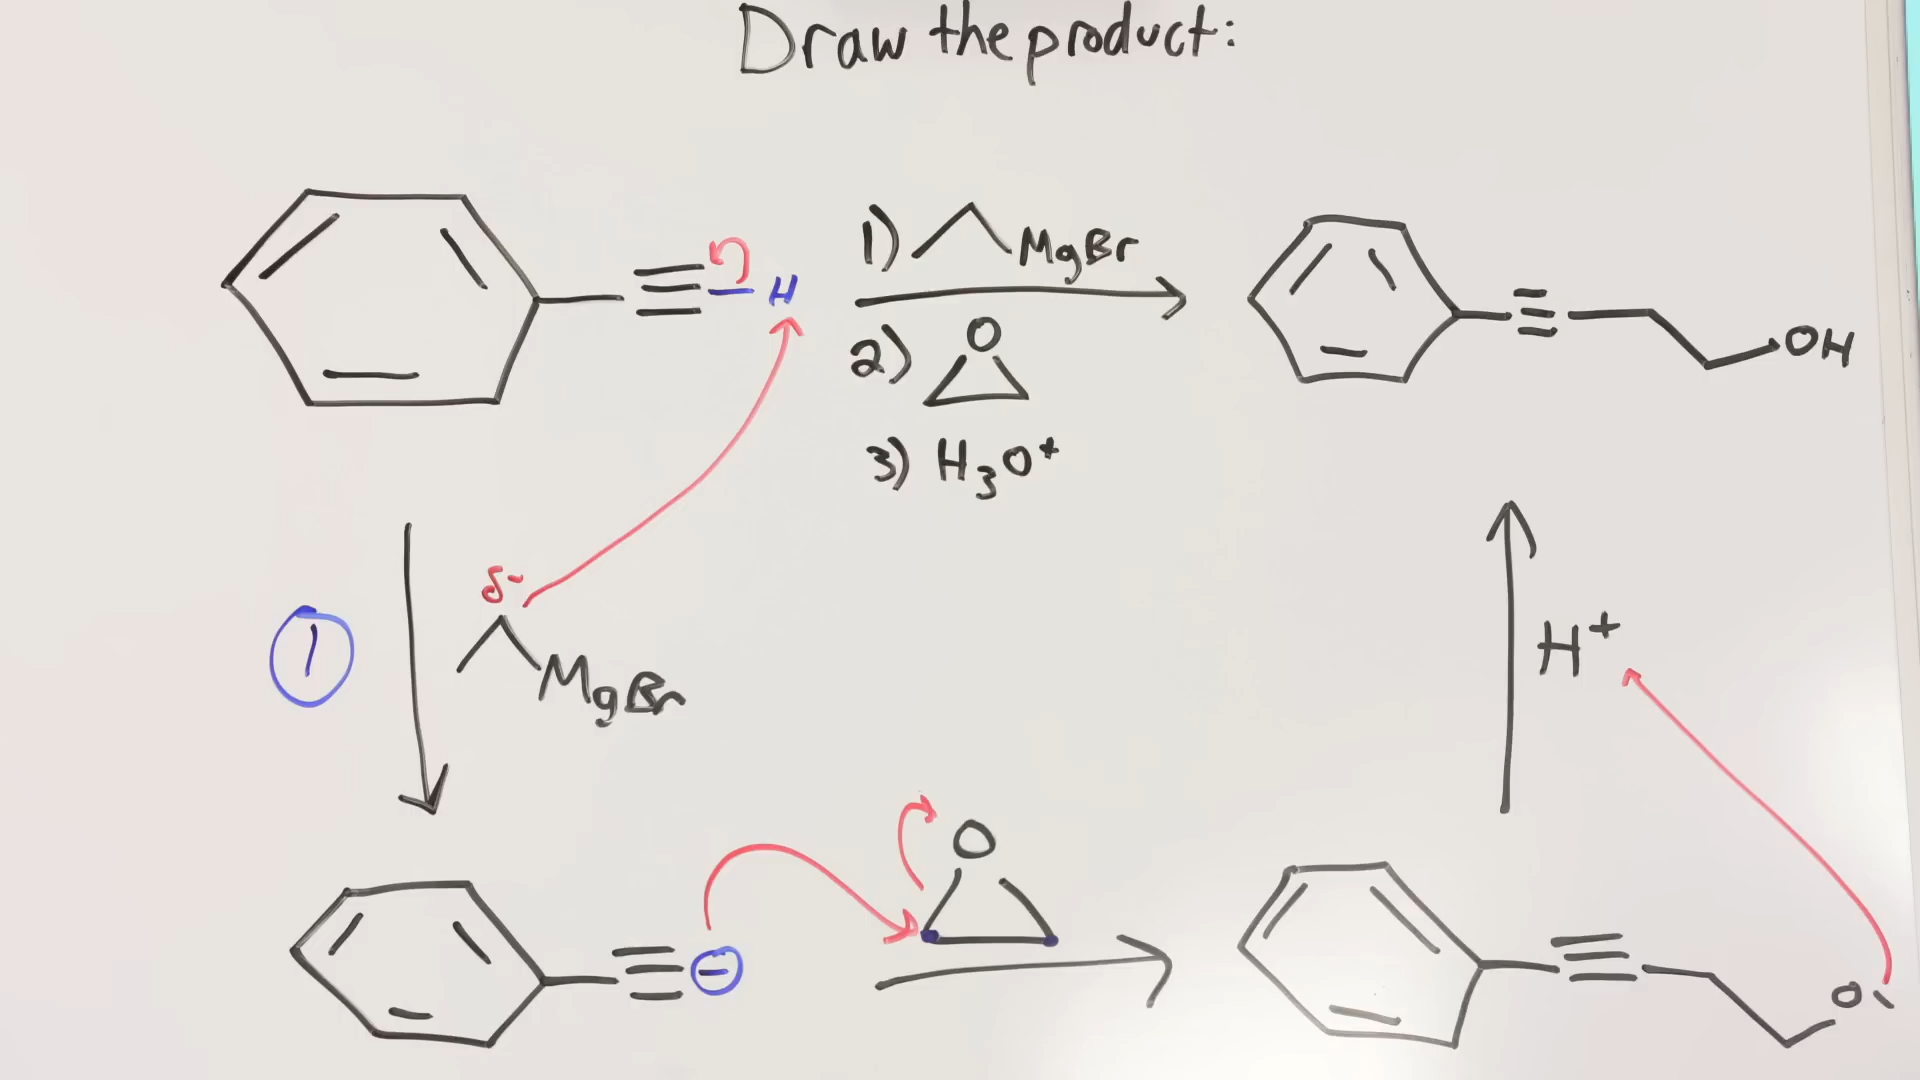 Draw the product:
H
1) MgBr
2) O
3) H₃O⁺
OH
δ-
1
MgBr
H⁺
O
⊖
O